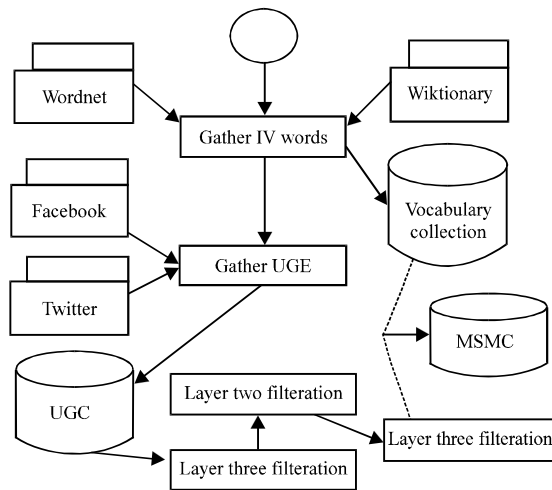 Wordnet
Wiktionary
Gather IV words
Facebook
Vocabulary
collection
Gather UGE
Twitter
MSMC
UGC
Layer two filteration
Layer three filteration
Layer three filteration